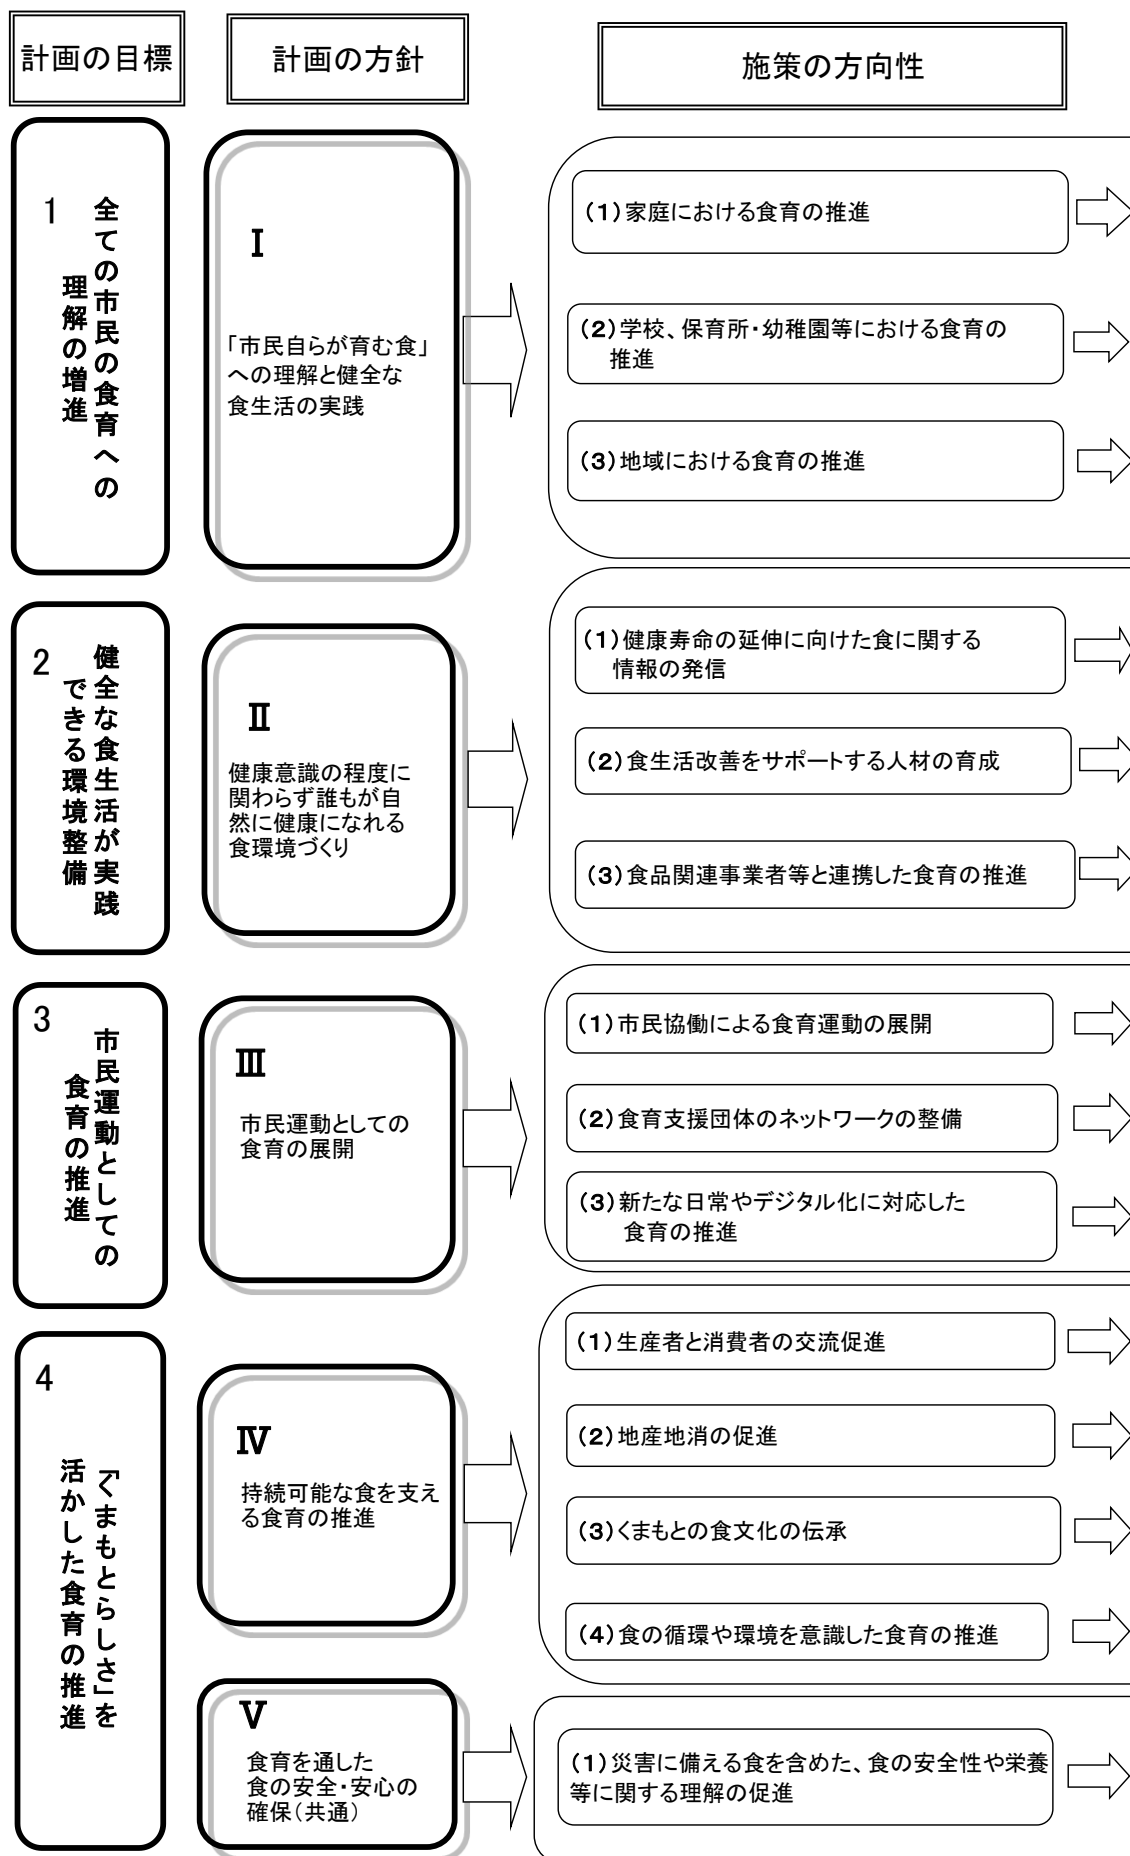 計画の目標
計画の方針
施策の方向性
1
全ての市民の食育への
理解の増進
Ⅰ
「市民自らが育む食」
への理解と健全な
食生活の実践
(1)家庭における食育の推進
(2)学校、保育所・幼稚園等における食育の
推進
(3)地域における食育の推進
2
健全な食生活が実践
できる環境整備
Ⅱ
健康意識の程度に
関わらず誰もが自
然に健康になれる
食環境づくり
(1)健康寿命の延伸に向けた食に関する
情報の発信
(2)食生活改善をサポートする人材の育成
(3)食品関連事業者等と連携した食育の推進
3
市民運動としての
食育の推進
Ⅲ
市民運動としての
食育の展開
(1)市民協働による食育運動の展開
(2)食育支援団体のネットワークの整備
(3)新たな日常やデジタル化に対応した
食育の推進
4
「くまもとらしさ」を
活かした食育の推進
Ⅳ
持続可能な食を支え
る食育の推進
(1)生産者と消費者の交流促進
(2)地産地消の促進
(3)くまもとの食文化の伝承
(4)食の循環や環境を意識した食育の推進
Ⅴ
食育を通した
食の安全・安心の
確保(共通)
(1)災害に備える食を含めた、食の安全性や栄養
等に関する理解の促進